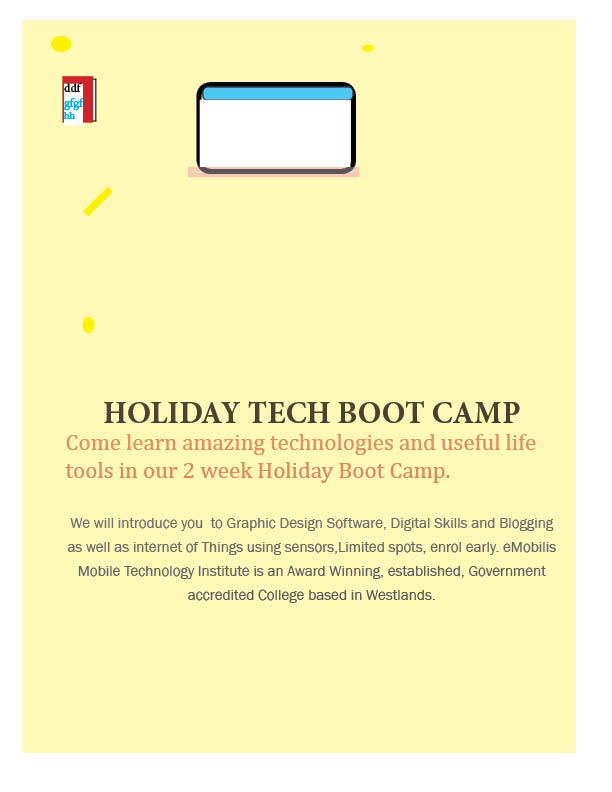 ddf
gfgf
hh
HOLIDAY TECH BOOT CAMP
Come learn amazing technologies and useful life
tools in our 2 week Holiday Boot Camp.
We will introduce you  to Graphic Design Software, Digital Skills and Blogging
as well as internet of Things using sensors,Limited spots, enrol early. eMobilis
Mobile Technology Institute is an Award Winning, established, Government
accredited College based in Westlands.